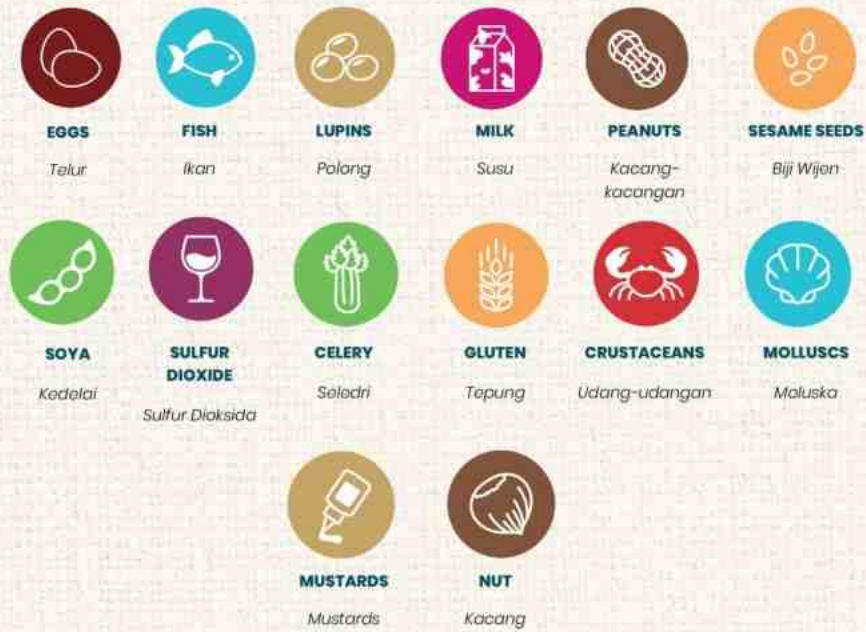 EGGS
FISH
LUPINS
MILK
PEANUTS
SESAME SEEDS
Telur
Ikan
Polong
Susu
Kacang-
kacangan
Biji Wijen
SOYA
SULFUR
DIOXIDE
CELERY
GLUTEN
CRUSTACEANS
MOLLUSCS
Kedelai
Sulfur Dioksida
Seledri
Tepung
Udang-udangan
Moluska
MUSTARDS
NUT
Mustards
Kacang